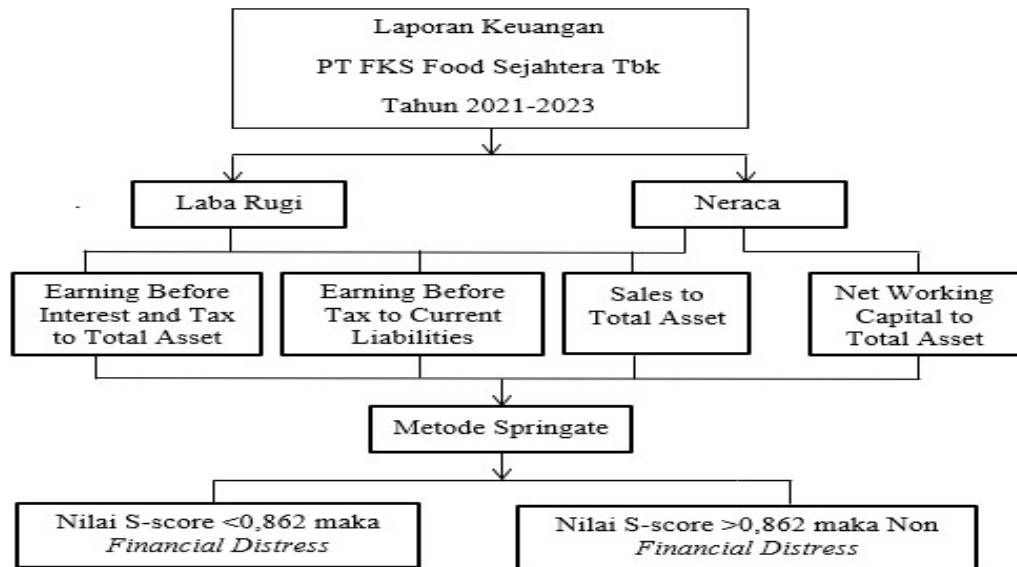 Laporan Keuangan
PT FKS Food Sejahtera Tbk
Tahun 2021-2023
Laba Rugi
Neraca
Earning Before
Interest and Tax
to Total Asset
Earning Before
Tax to Current
Liabilities
Sales to
Total Asset
Net Working
Capital to
Total Asset
Metode Springate
Nilai S-score <0,862 maka
Financial Distress
Nilai S-score >0,862 maka Non
Financial Distress